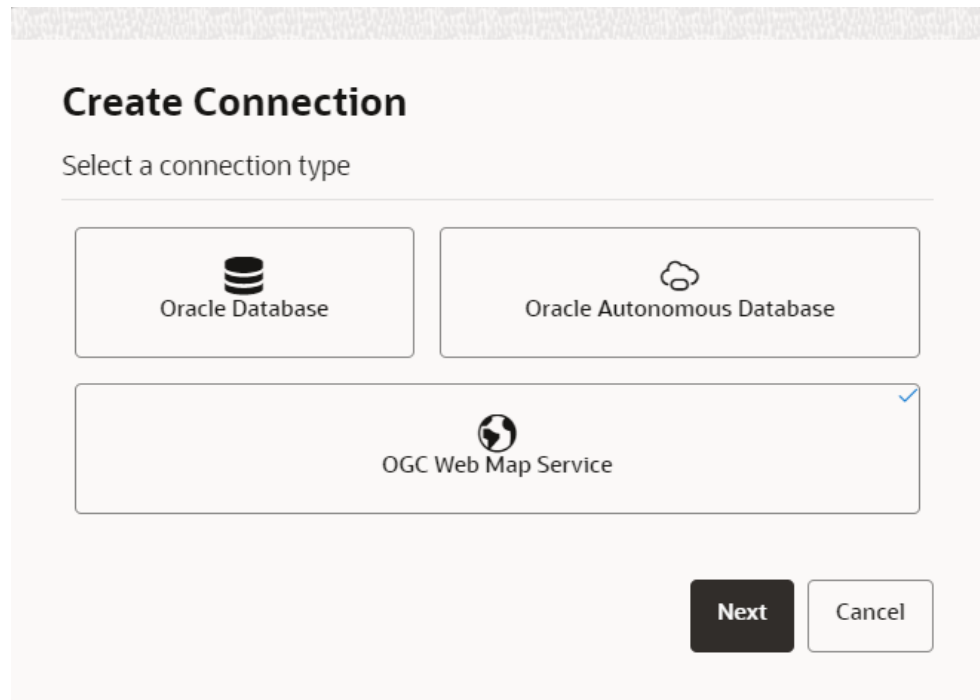 Create Connection
Select a connection type
Oracle Database
Oracle Autonomous Database
OGC Web Map Service
Next
Cancel